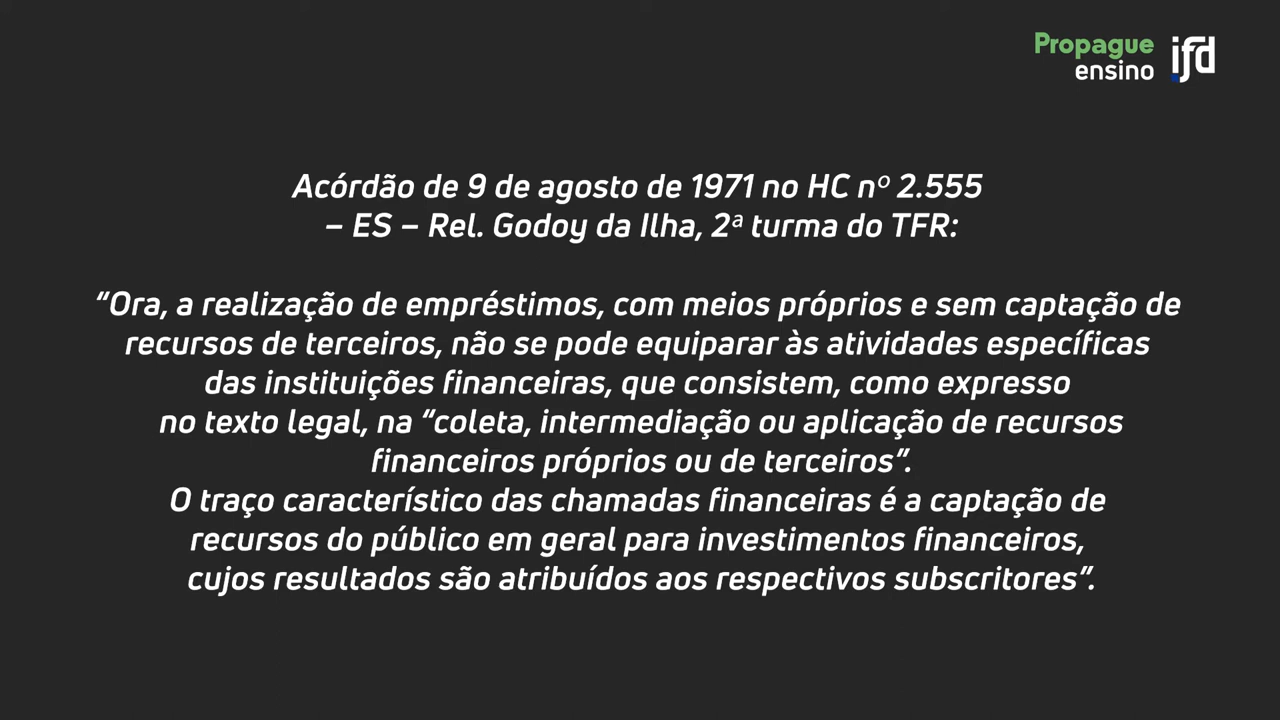 Propague
ensino
ifd
Acórdão de 9 de agosto de 1971 no HC nº 2.555
– ES – Rel. Godoy da Ilha, 2ª turma do TFR:
“Ora, a realização de empréstimos, com meios próprios e sem captação de
recursos de terceiros, não se pode equiparar às atividades específicas
das instituições financeiras, que consistem, como expresso
no texto legal, na “coleta, intermediação ou aplicação de recursos
financeiros próprios ou de terceiros”.
O traço característico das chamadas financeiras é a captação de
recursos do público em geral para investimentos financeiros,
cujos resultados são atribuídos aos respectivos subscritores”.